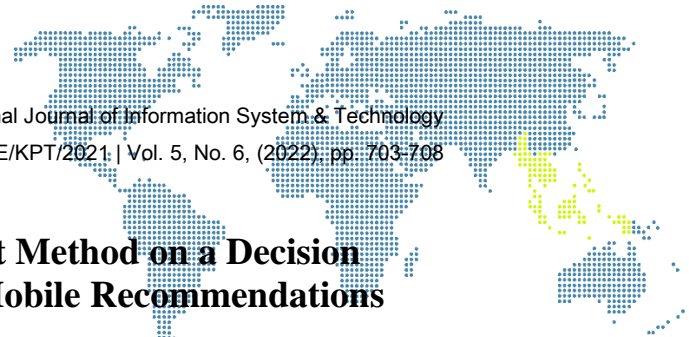 nal Journal of Information System & Technology
E/KPT/2021 | Vol. 5, No. 6, (2022), pp. 703-708
t Method on a Decision
Mobile Recommendations